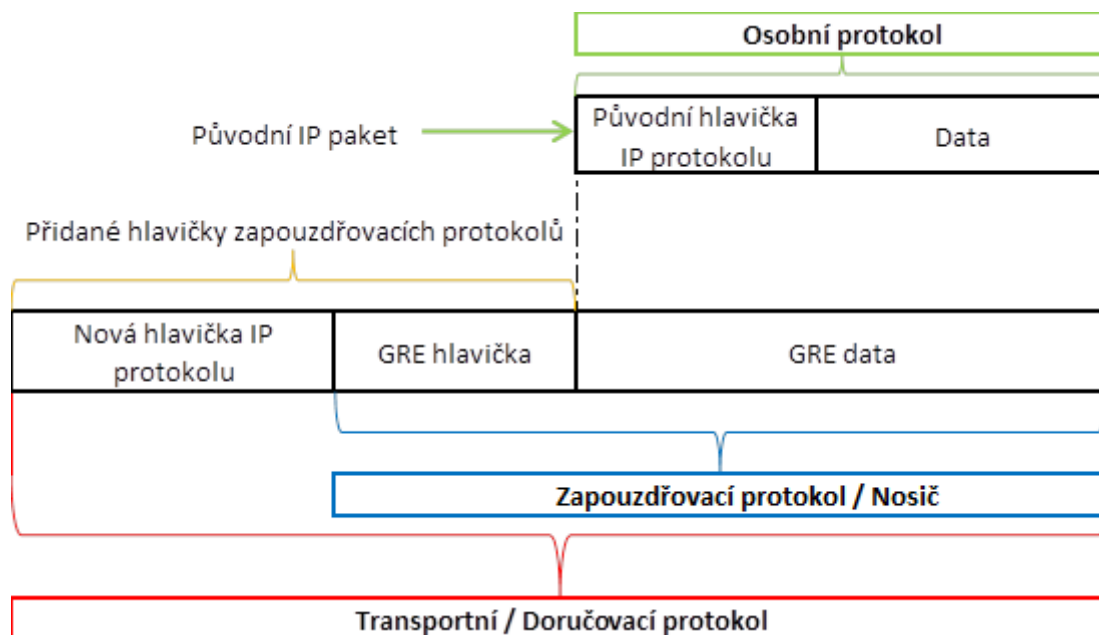 Osobní protokol
Původní IP paket
Původní hlavička
IP protokolu
Data
Přidané hlavičky zapouzdřovacích protokolů
Nová hlavička IP
protokolu
GRE hlavička
GRE data
Zapouzdřovací protokol / Nosič
Transportní / Doručovací protokol